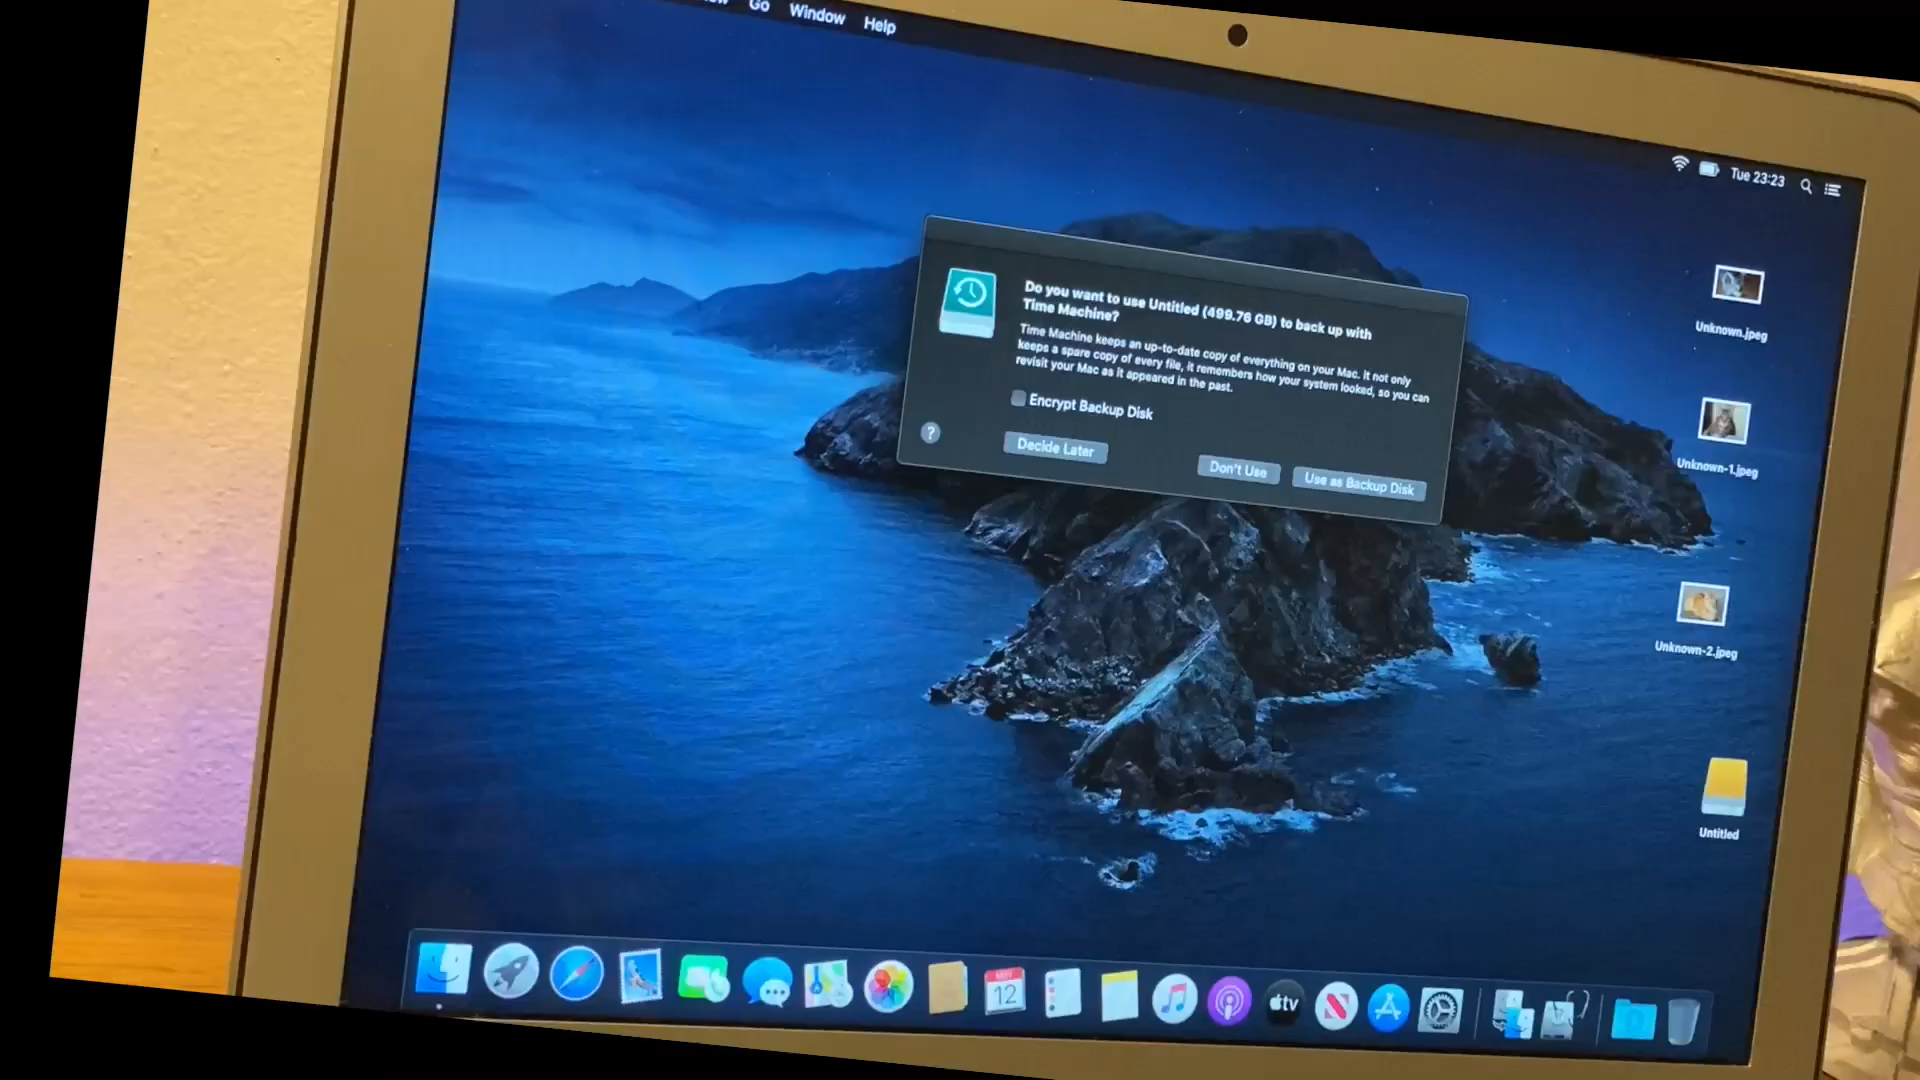 Go Window Help
Tue 23:23
Do you want to use Untitled (499.76 GB) to back up with
Time Machine?
Time Machine keeps an up-to-date copy of everything on your Mac. It not only
keeps a spare copy of every file, it remembers how your system looked, so you can
revisit your Mac as it appeared in the past.
Encrypt Backup Disk
?
Decide Later
Don't Use
Use as Backup Disk
Unknown.jpeg
Unknown-1.jpeg
Unknown-2.jpeg
Untitled
12
tv